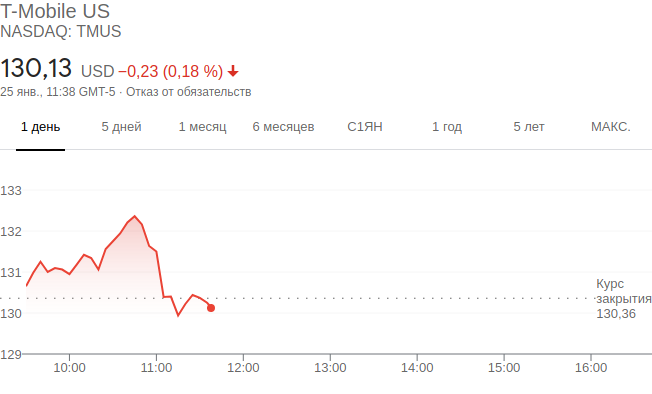 T-Mobile US
NASDAQ: TMUS
130,13 USD −0,23 (0,18 %)
25 янв., 11:38 GMT-5 · Отказ от обязательств
1 день 5 дней 1 месяц 6 месяцев С1ЯН 1 год 5 лет МАКС.
133
132
131
130
129
Курс
закрытия
130,36
10:00 11:00 12:00 13:00 14:00 15:00 16:00